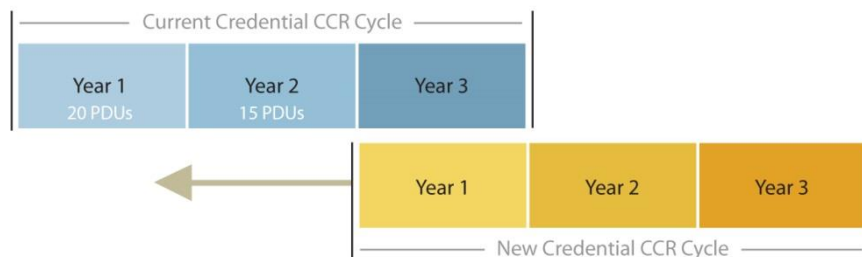 Current Credential CCR Cycle
Year 1
20 PDUs
Year 2
15 PDUs
Year 3
Year 1
Year 2
Year 3
New Credential CCR Cycle